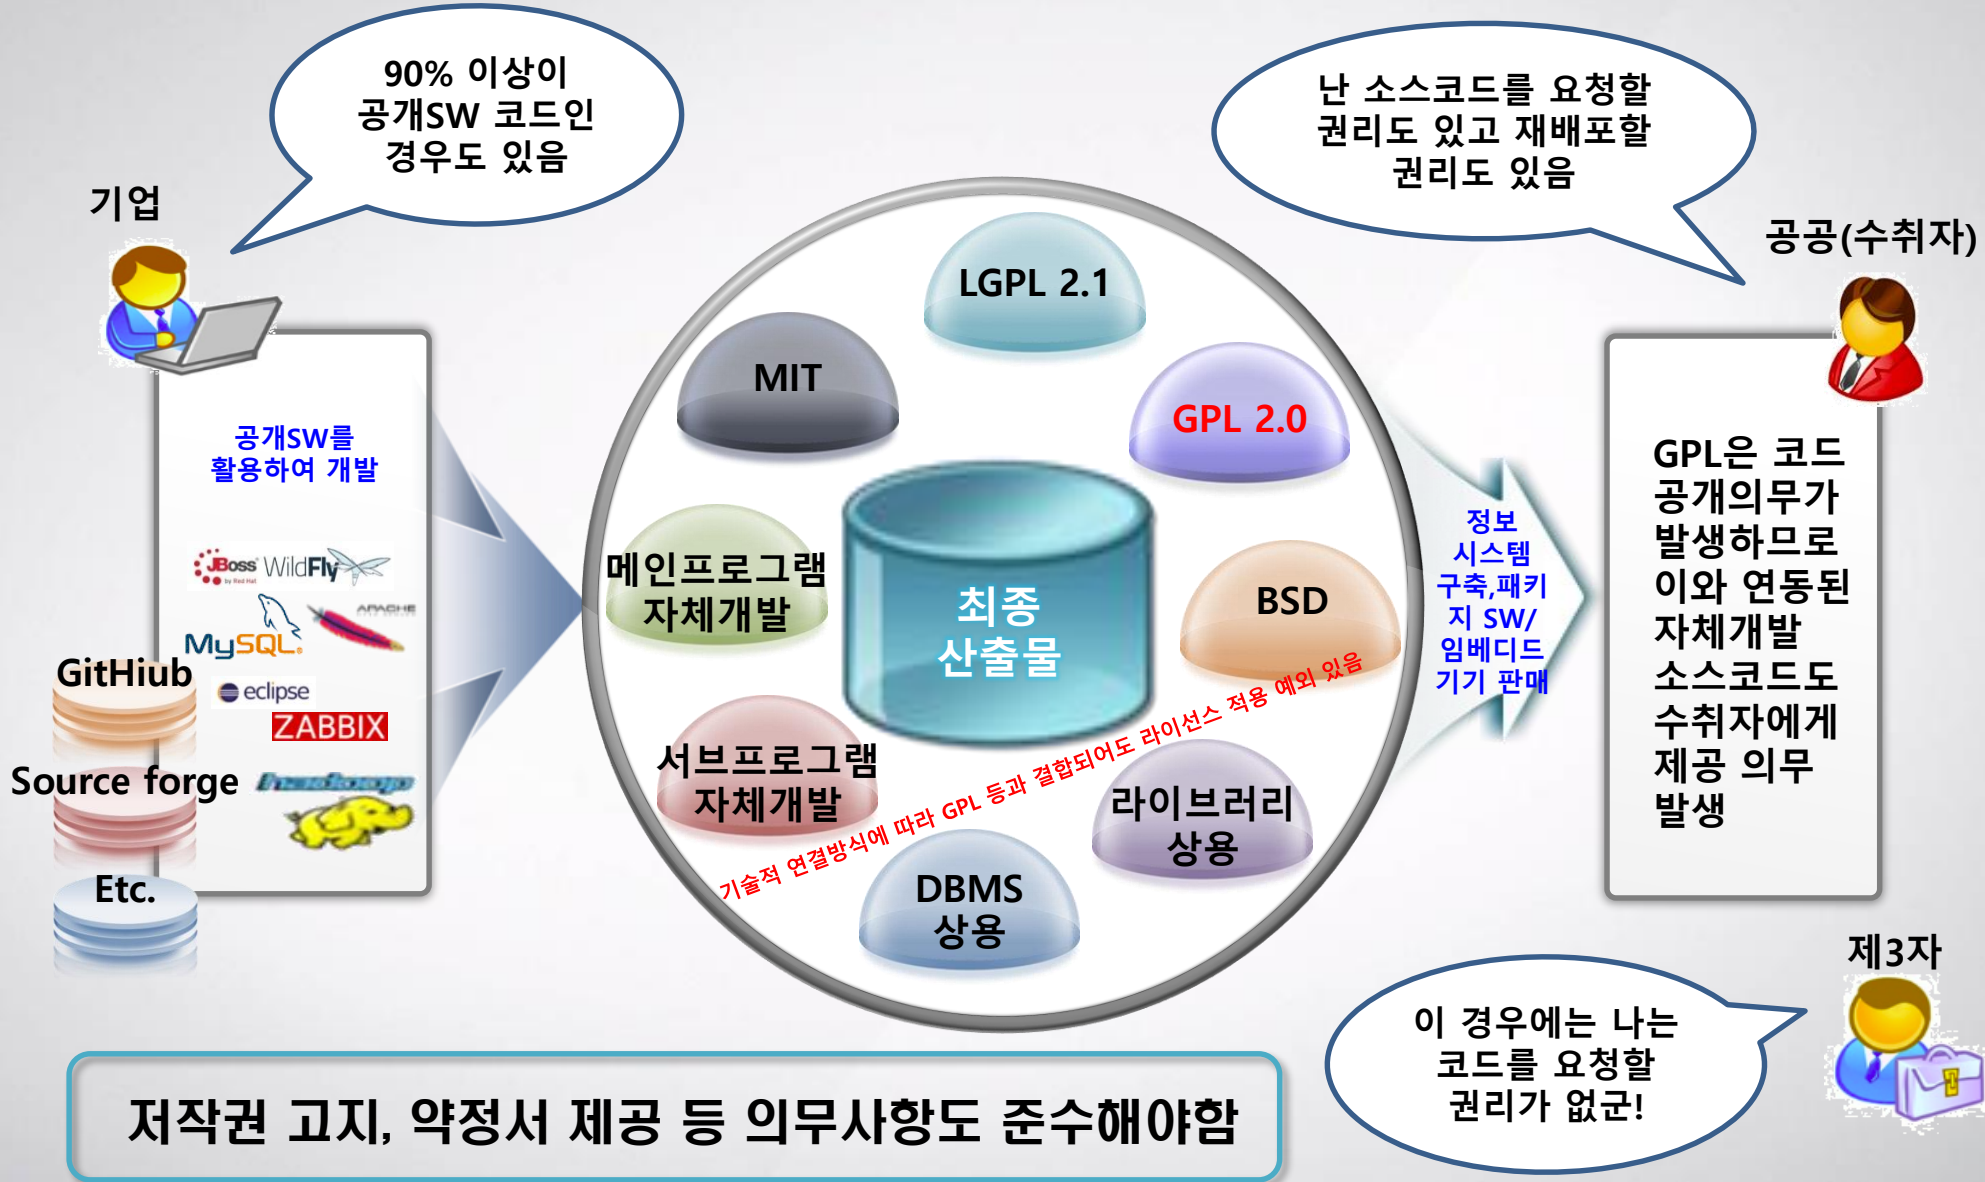 90% 이상이
공개SW 코드인
경우도 있음
난 소스코드를 요청할
권리도 있고 재배포할
권리도 있음
기업
공공(수취자)
공개SW를
활용하여 개발
JBoss
by Red Hat
WildFly
APACHE
MySQL
eclipse
ZABBIX
hadoop
GitHiub
Source forge
Etc.
LGPL 2.1
MIT
GPL 2.0
메인프로그램
자체개발
최종
산출물
BSD
서브프로그램
자체개발
라이브러리
상용
DBMS
상용
기술적 연결방식에 따라 GPL 등과 결합되어도 라이선스 적용 예외 있음
정보
시스템
구축,패키
지 SW/
임베디드
기기 판매
GPL은 코드
공개의무가
발생하므로
이와 연동된
자체개발
소스코드도
수취자에게
제공 의무
발생
제3자
이 경우에는 나는
코드를 요청할
권리가 없군!
저작권 고지, 약정서 제공 등 의무사항도 준수해야함